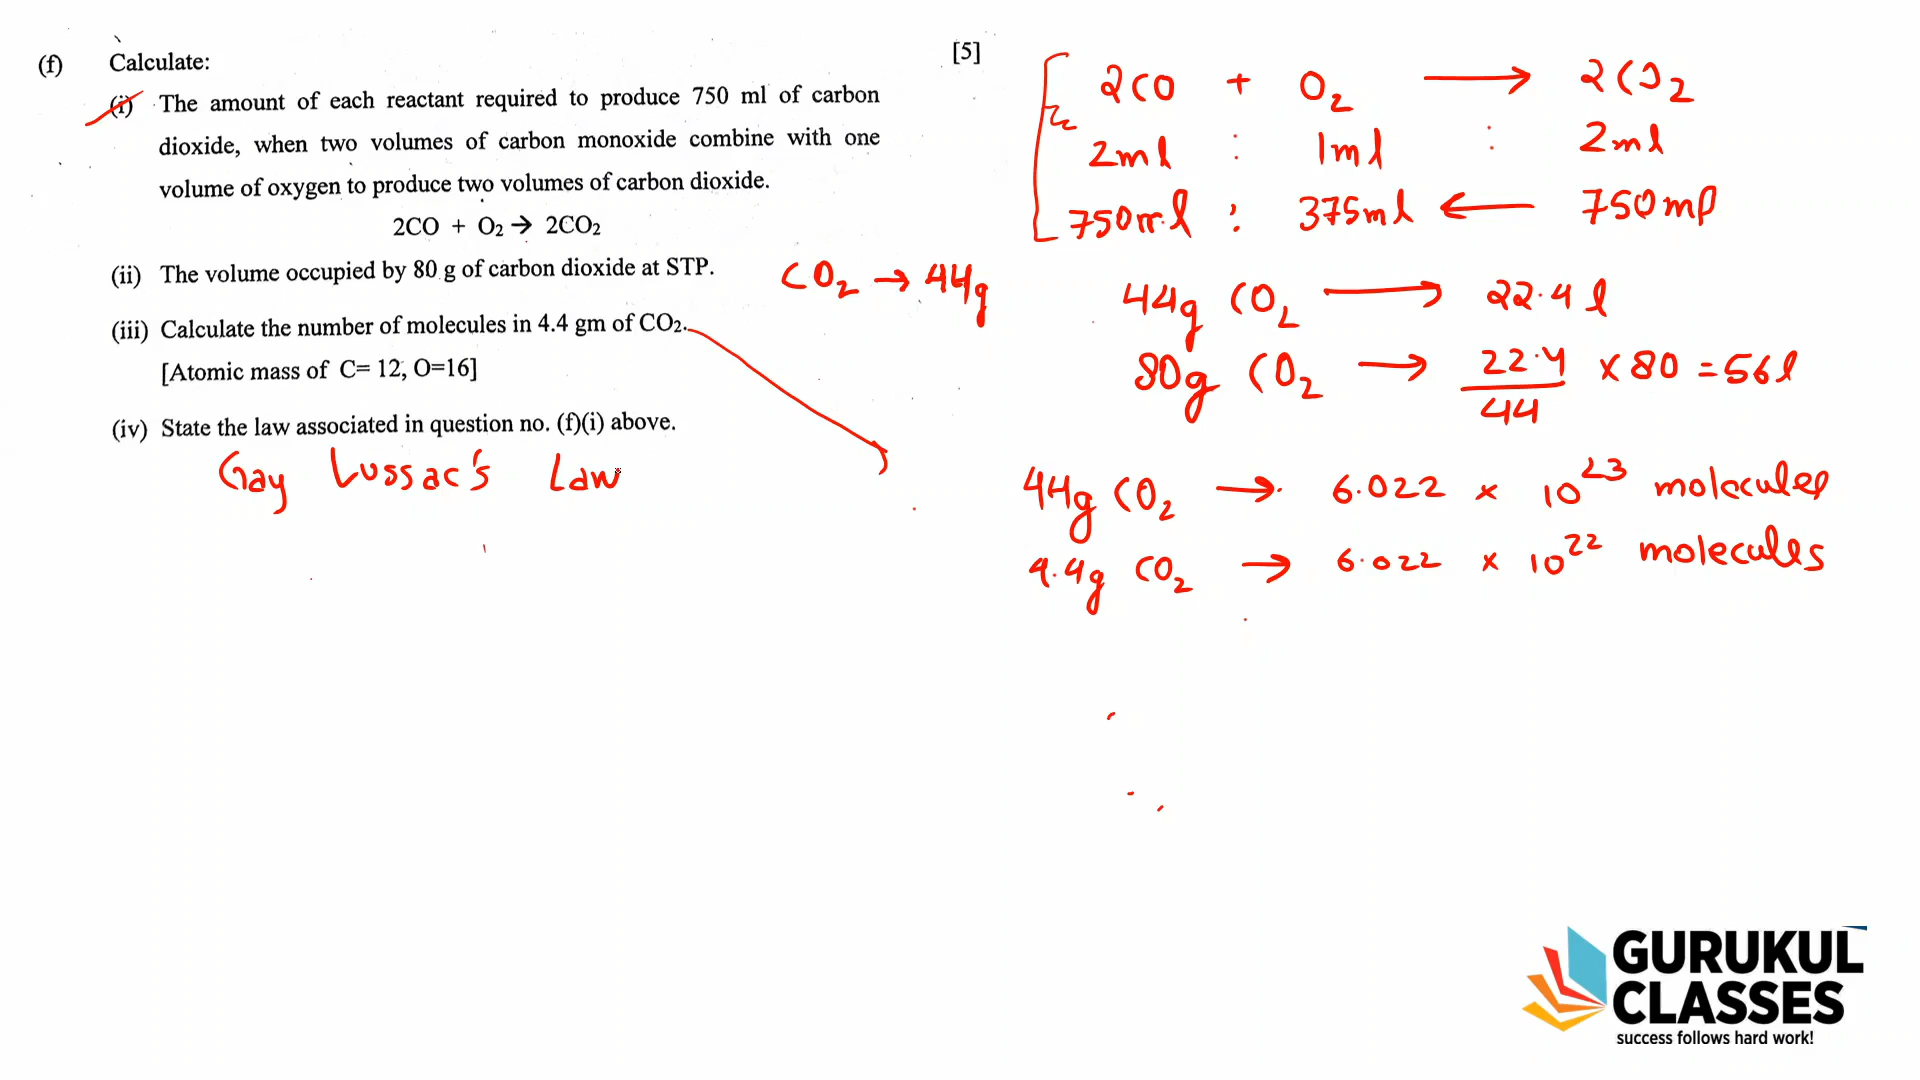 (f) Calculate: [5]
(i) The amount of each reactant required to produce 750 ml of carbon
dioxide, when two volumes of carbon monoxide combine with one
volume of oxygen to produce two volumes of carbon dioxide.
2CO + O₂ → 2CO₂
(ii) The volume occupied by 80 g of carbon dioxide at STP.
(iii) Calculate the number of molecules in 4.4 gm of CO₂.
[Atomic mass of C= 12, O=16]
(iv) State the law associated in question no. (f)(i) above.
Gay Lussac's Law
CO₂ → 44g
2CO + O₂ → 2CO₂
2ml : 1ml : 2ml
750ml : 375ml ← 750ml
44g CO₂ → 22.4 l
80g CO₂ → 22.4/44 × 80 = 56l
44g CO₂ → 6.022 × 10²³ molecules
4.4g CO₂ → 6.022 × 10²² molecules
GURUKUL
CLASSES
success follows hard work!